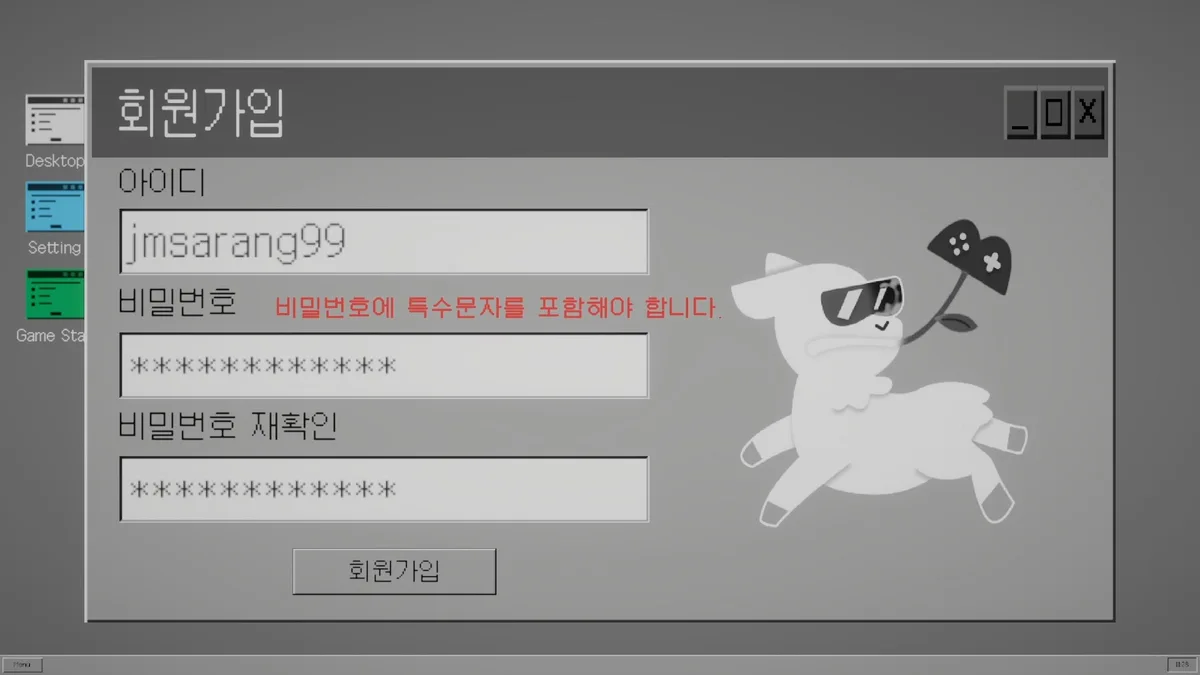 회원가입
_ X
Desktop
아이디
jmsarang99
Setting
비밀번호 비밀번호에 특수문자를 포함해야 합니다.
************
Game Sta
비밀번호 재확인
************
회원가입
Menu